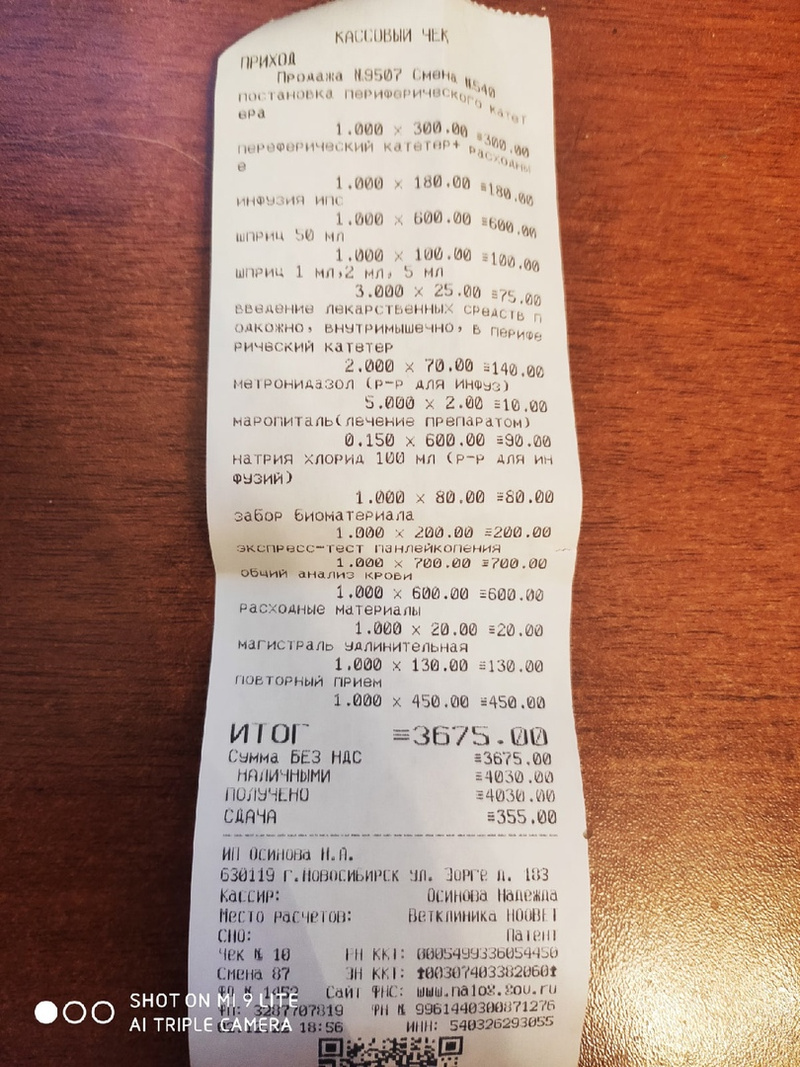 КАССОВЫЙ ЧЕК
ПРИХОД
Продажа №9507 Смена №540
постановка периферического катет
ера
1.000 × 300.00 ≡300.00
переферический катетер+ расходны
е
1.000 × 180.00 ≡180.00
инфузия ипс
1.000 × 600.00 ≡600.00
шприц 50 мл
1.000 × 100.00 ≡100.00
шприц 1 мл,2 мл, 5 мл
3.000 × 25.00 ≡75.00
введение лекарственных средств п
одкожно, внутримышечно, в перифе
рический катетер
2.000 × 70.00 ≡140.00
метронидазол (р-р для инфуз)
5.000 × 2.00 ≡10.00
маропиталь(лечение препаратом)
0.150 × 600.00 ≡90.00
натрия хлорид 100 мл (р-р для ин
фузий)
1.000 × 80.00 ≡80.00
забор биоматериала
1.000 × 200.00 ≡200.00
экспресс-тест панлейкопения
1.000 × 700.00 ≡700.00
общий анализ крови
1.000 × 600.00 ≡600.00
расходные материалы
1.000 × 20.00 ≡20.00
магистраль удлинительная
1.000 × 130.00 ≡130.00
повторный прием
1.000 × 450.00 ≡450.00
ИТОГ ≡3675.00
Сумма БЕЗ НДС ≡3675.00
НАЛИЧНЫМИ ≡4030.00
ПОЛУЧЕНО ≡4030.00
СДАЧА ≡355.00
ИП Осинова Н.А.
630119 г.Новосибирск ул. Зорге д. 183
Кассир: Осинова Надежда
Место расчетов: Ветклиника НООВЕТ
СНО: Патент
Чек № 10 РН ККТ: 0005499336054450
Смена 87 ЗН ККТ: *00307403382060*
ФД № Сайт ФНС: www.nalog.gov.ru
ФП: 3287707819 ФН № 9961440300871276
18:56 ИНН: 540326293055
SHOT ON MI 9 LITE
AI TRIPLE CAMERA